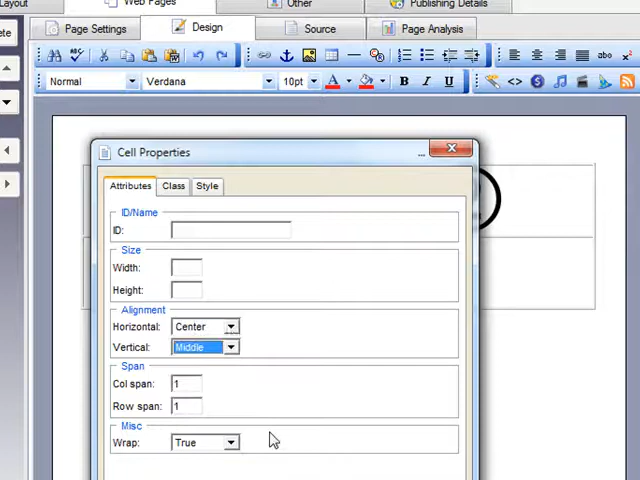 Layout Web Pages Other Publishing Details
Page Settings Design Source Page Analysis
ABC
Normal Verdana 10pt A B I U
Cell Properties
Attributes Class Style
ID/Name
ID:
Size
Width:
Height:
Alignment
Horizontal: Center
Vertical: Middle
Span
Col span: 1
Row span: 1
Misc
Wrap: True